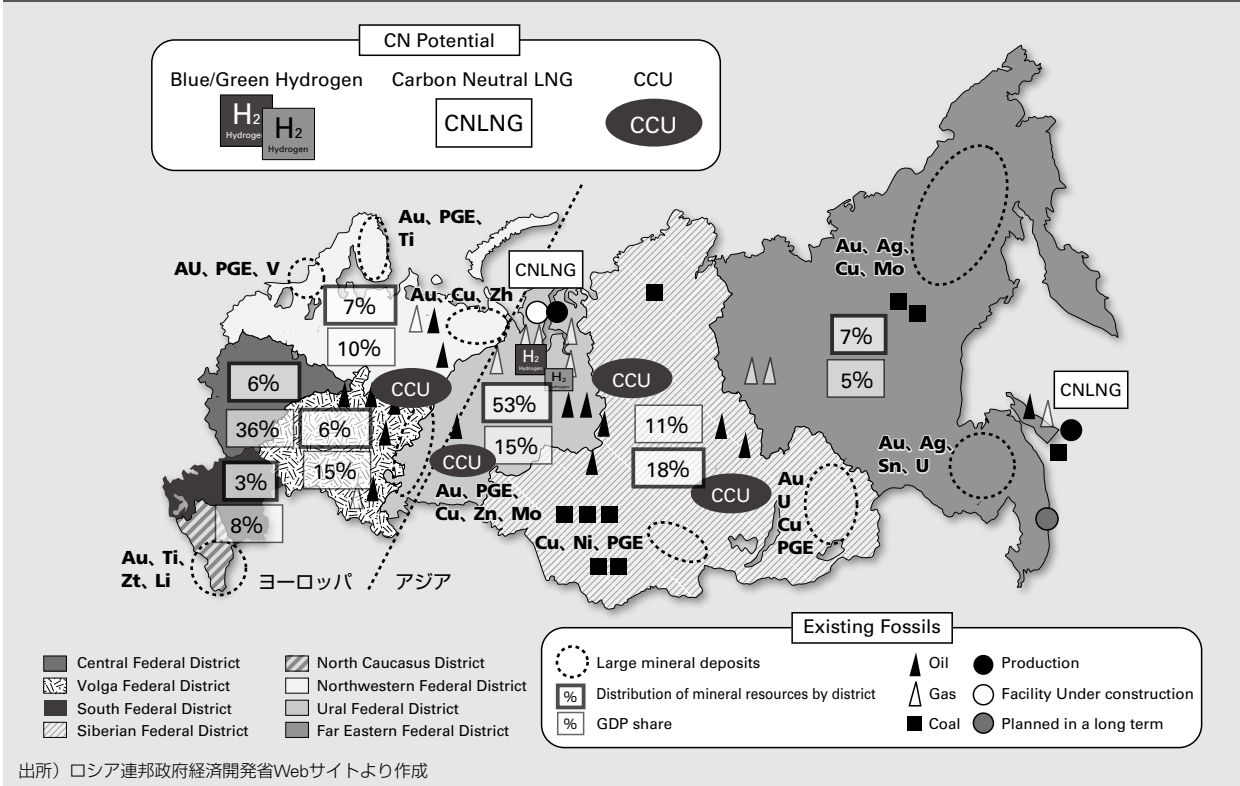 CN Potential
Blue/Green Hydrogen
Carbon Neutral LNG
CCU
H₂
Hydrogen
H₂
Hydrogen
CNLNG
CCU
Au、PGE、
Ti
AU、PGE、V
CNLNG
Au、Cu、Zh
7%
10%
H₂
Hydrogen
H₂
Hydrogen
Au、Ag、
Cu、Mo
7%
5%
6%
36%
CCU
6%
15%
53%
15%
CCU
CCU
11%
18%
CCU
CNLNG
Au、Ag、
Sn、U
3%
8%
Au、PGE、
Cu、Zn、Mo
Au
U
Cu
PGE
Cu、Ni、PGE
Au、Ti、
Zt、Li
ヨーロッパ
アジア
Central Federal District
Volga Federal District
South Federal District
Siberian Federal District
North Caucasus District
Northwestern Federal District
Ural Federal District
Far Eastern Federal District
Existing Fossils
Large mineral deposits
% Distribution of mineral resources by district
% GDP share
Oil
Gas
Coal
Production
Facility Under construction
Planned in a long term
出所）ロシア連邦政府経済開発省Webサイトより作成